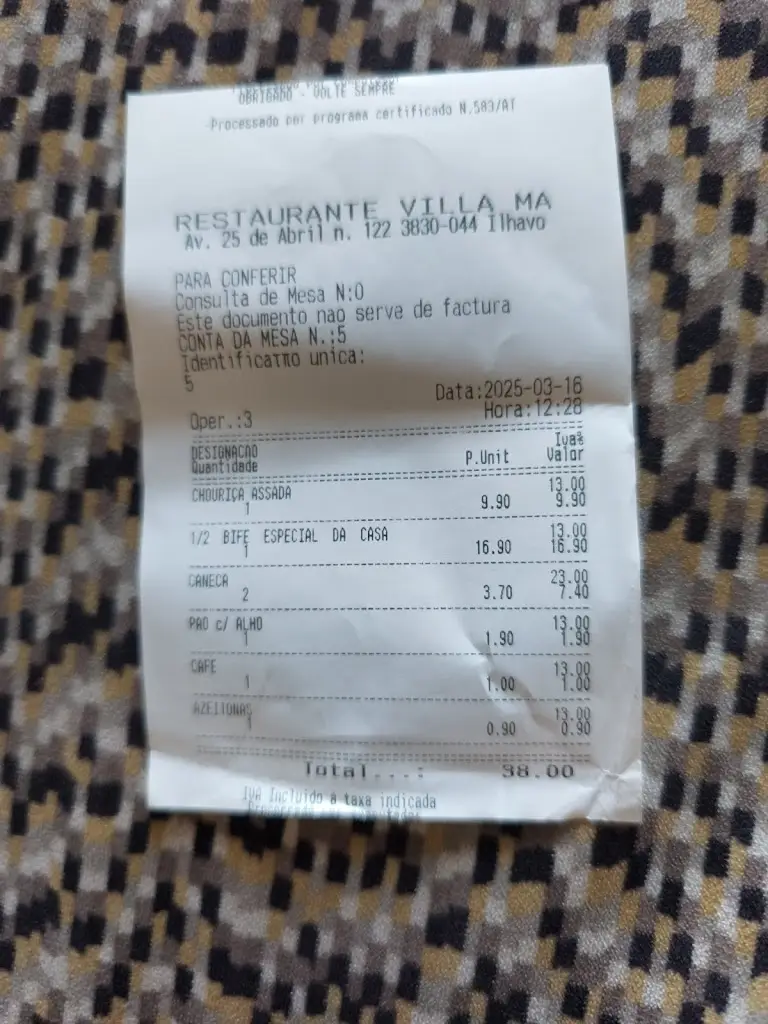 OBRIGADO - VOLTE SEMPRE
-Processado por programa certificado N.583/AT
RESTAURANTE VILLA MA
Av. 25 de Abril n. 122 3830-044 Ilhavo
PARA CONFERIR
Consulta de Mesa N:0
Este documento nao serve de factura
CONTA DA MESA N.:5
Identificaттo unica:
5
Data:2025-03-16
Oper.:3 Hora:12:28
DESIGNACAO Iva%
Quantidade P.Unit Valor
CHOURIÇA ASSADA 13.00
1 9.90 9.90
1/2 BIFE ESPECIAL DA CASA 13.00
1 16.90 16.90
CANECA 23.00
2 3.70 7.40
PAO c/ ALHO 13.00
1 1.90 1.90
CAFE 13.00
1 1.00 1.00
AZEITONAS 13.00
1 0.90 0.90
Total...: 38.00
IVA Incluido à taxa indicada